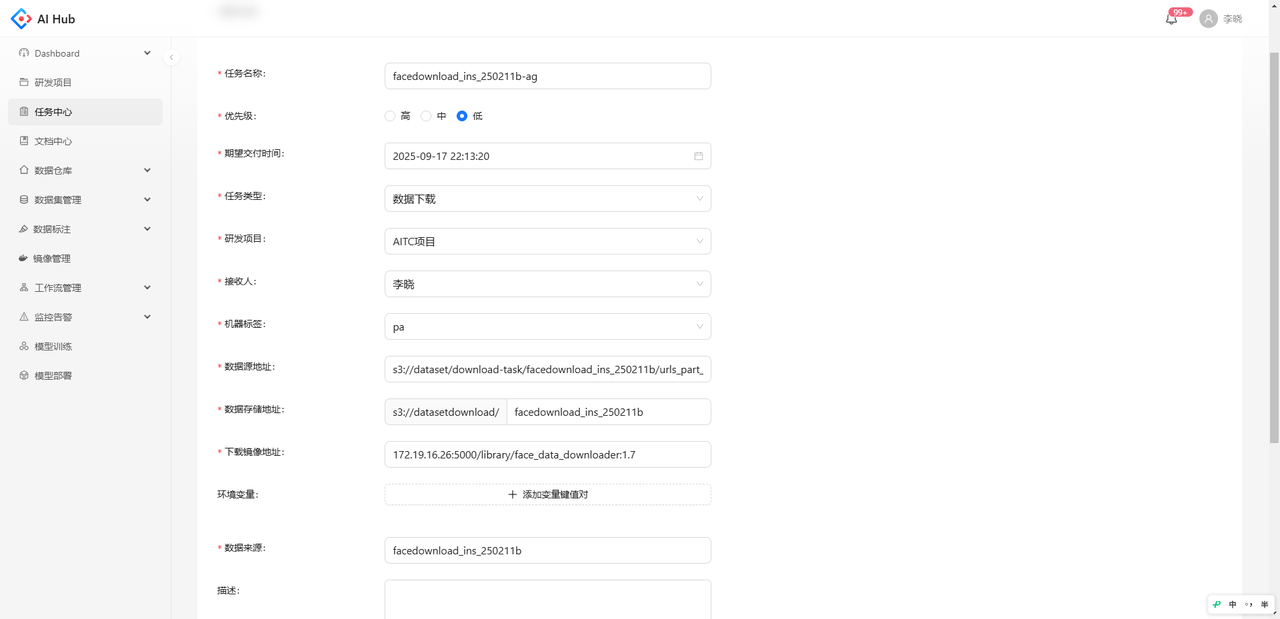 AI Hub
99+
李晓
Dashboard
研发项目
任务中心
文档中心
数据仓库
数据集管理
数据标注
镜像管理
工作流管理
监控告警
模型训练
模型部署
* 任务名称:
facedownload_ins_250211b-ag
* 优先级:
高 中 低
* 期望交付时间:
2025-09-17 22:13:20
* 任务类型:
数据下载
* 研发项目:
AITC项目
* 接收人:
李晓
* 机器标签:
pa
* 数据源地址:
s3://dataset/download-task/facedownload_ins_250211b/urls_part_
* 数据存储地址:
s3://datasetdownload/ facedownload_ins_250211b
* 下载镜像地址:
172.19.16.26:5000/library/face_data_downloader:1.7
环境变量:
+ 添加变量键值对
* 数据来源:
facedownload_ins_250211b
描述:
中 半